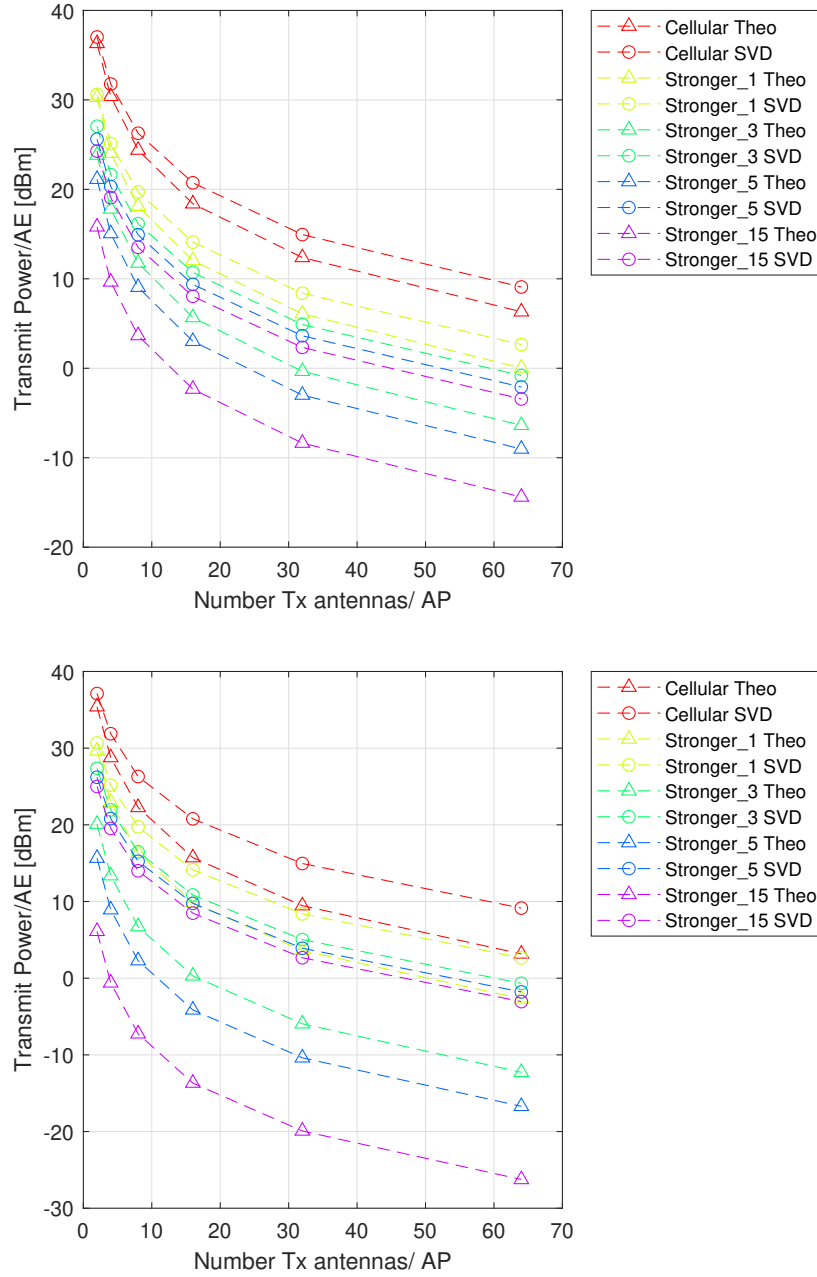 40
30
20
10
0
-10
-20
0 10 20 30 40 50 60 70
Transmit Power/AE [dBm]
Number Tx antennas/ AP
Cellular Theo
Cellular SVD
Stronger_1 Theo
Stronger_1 SVD
Stronger_3 Theo
Stronger_3 SVD
Stronger_5 Theo
Stronger_5 SVD
Stronger_15 Theo
Stronger_15 SVD
40
30
20
10
0
-10
-20
-30
0 10 20 30 40 50 60 70
Transmit Power/AE [dBm]
Number Tx antennas/ AP
Cellular Theo
Cellular SVD
Stronger_1 Theo
Stronger_1 SVD
Stronger_3 Theo
Stronger_3 SVD
Stronger_5 Theo
Stronger_5 SVD
Stronger_15 Theo
Stronger_15 SVD